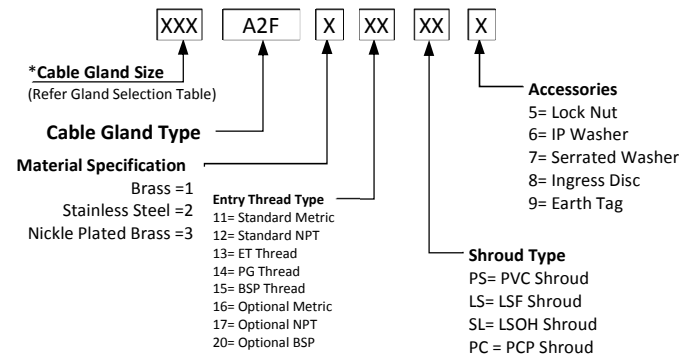 XXX A2F X XX XX X
*Cable Gland Size
(Refer Gland Selection Table)
Cable Gland Type
Material Specification
Brass =1
Stainless Steel =2
Nickle Plated Brass =3
Entry Thread Type
11= Standard Metric
12= Standard NPT
13= ET Thread
14= PG Thread
15= BSP Thread
16= Optional Metric
17= Optional NPT
20= Optional BSP
Accessories
5= Lock Nut
6= IP Washer
7= Serrated Washer
8= Ingress Disc
9= Earth Tag
Shroud Type
PS= PVC Shroud
LS= LSF Shroud
SL= LSOH Shroud
PC = PCP Shroud